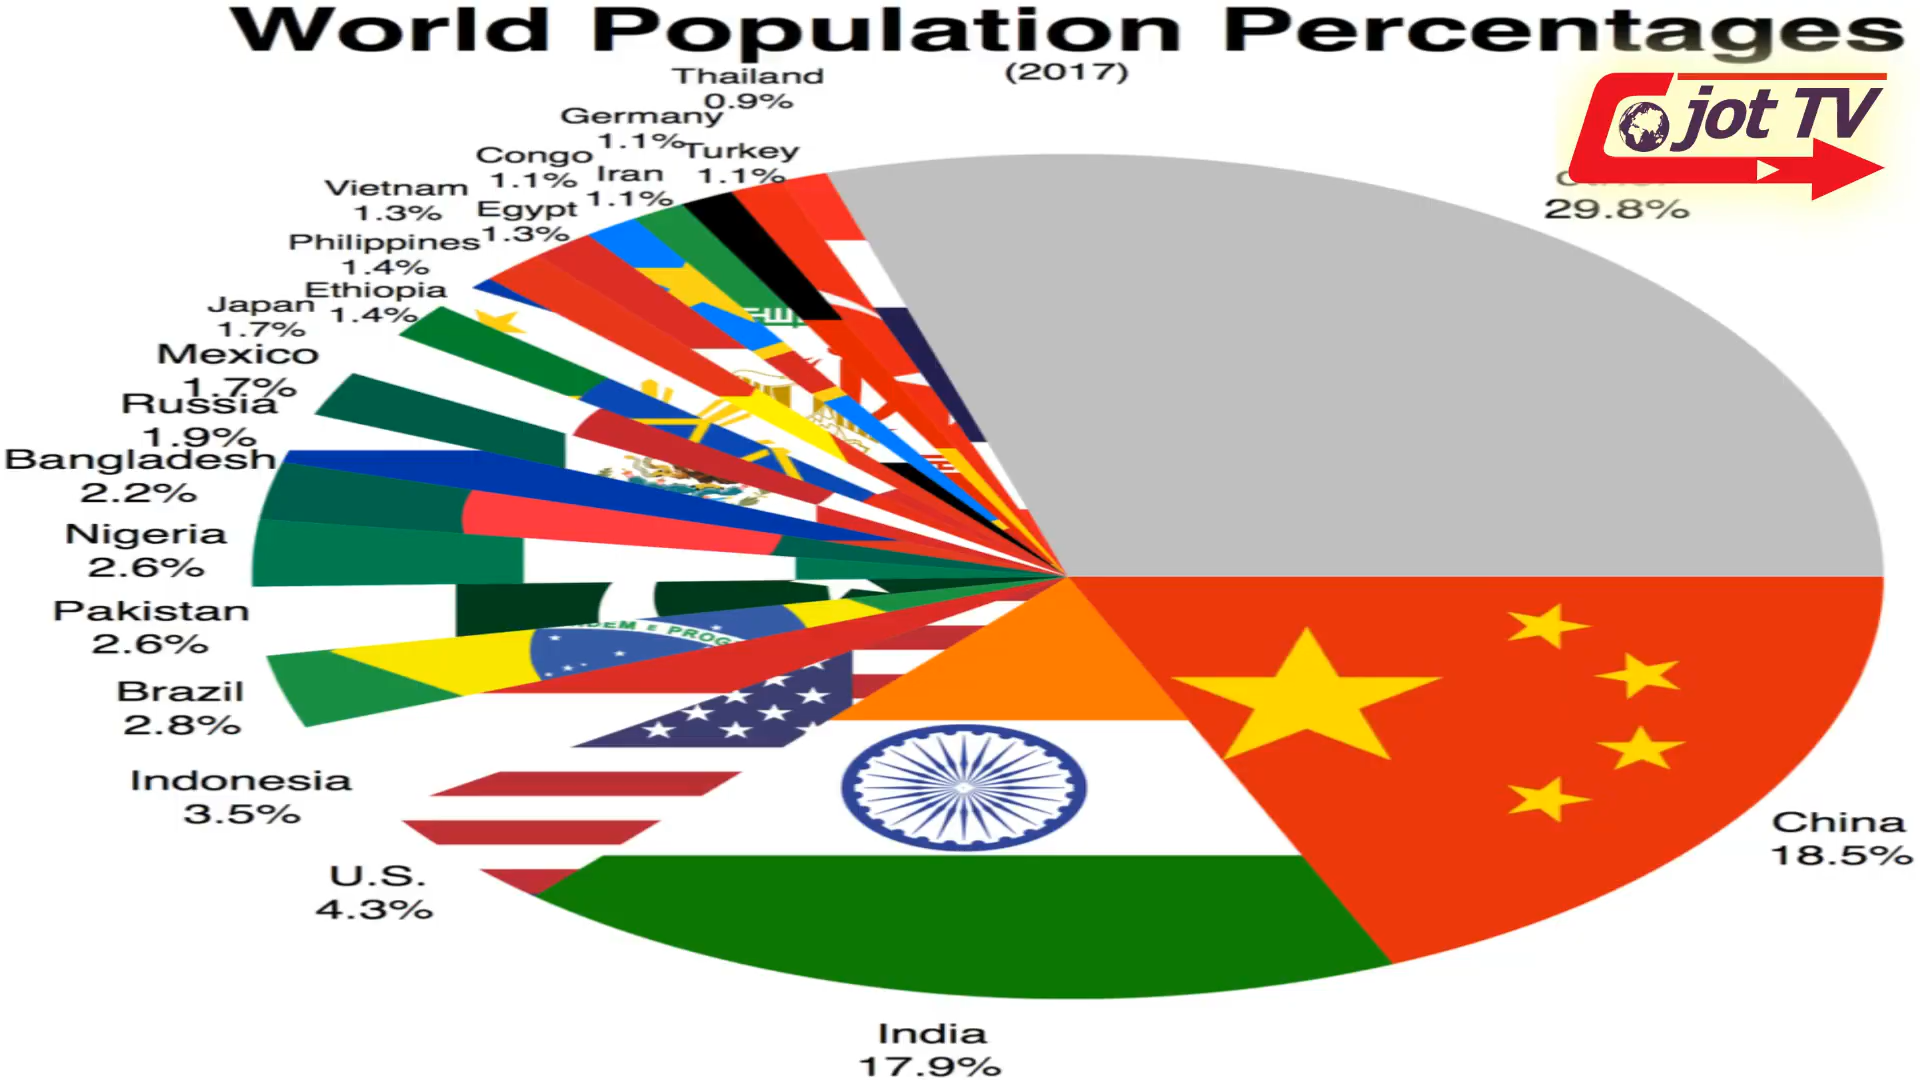 World Population Percentages
(2017)
Thailand
0.9%
Germany
1.1%
Turkey
1.1%
Congo
1.1%
Iran
1.1%
Vietnam
1.3%
Egypt
1.3%
Philippines
1.4%
Ethiopia
1.4%
Japan
1.7%
Mexico
1.7%
Russia
1.9%
Bangladesh
2.2%
Nigeria
2.6%
Pakistan
2.6%
Brazil
2.8%
Indonesia
3.5%
U.S.
4.3%
India
17.9%
China
18.5%
29.8%
jot TV